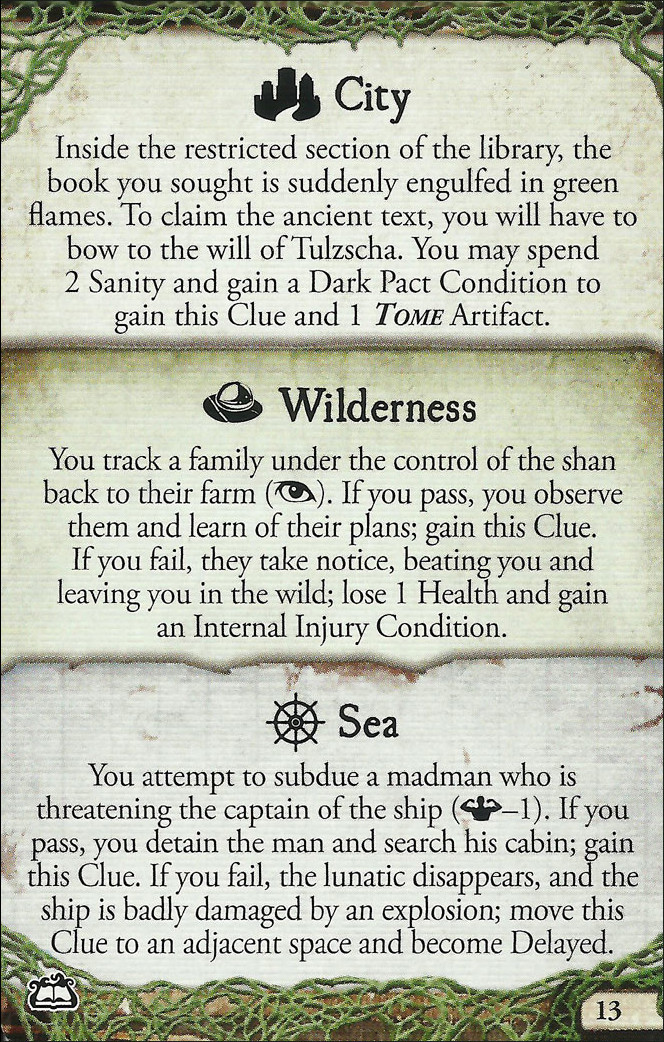 City
Inside the restricted section of the library, the
book you sought is suddenly engulfed in green
flames. To claim the ancient text, you will have to
bow to the will of Tulzscha. You may spend
2 Sanity and gain a Dark Pact Condition to
gain this Clue and 1 TOME Artifact.
Wilderness
You track a family under the control of the shan
back to their farm ( ). If you pass, you observe
them and learn of their plans; gain this Clue.
If you fail, they take notice, beating you and
leaving you in the wild; lose 1 Health and gain
an Internal Injury Condition.
Sea
You attempt to subdue a madman who is
threatening the captain of the ship ( –1). If you
pass, you detain the man and search his cabin; gain
this Clue. If you fail, the lunatic disappears, and the
ship is badly damaged by an explosion; move this
Clue to an adjacent space and become Delayed.
13